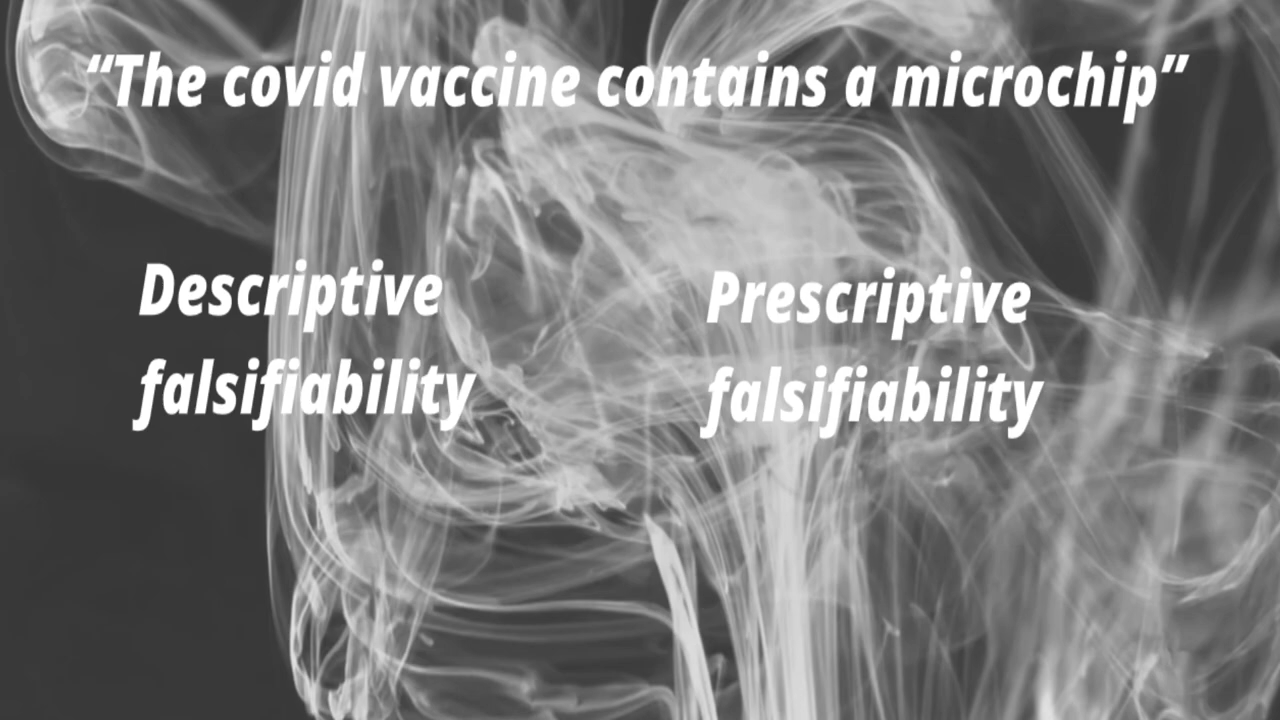 “The covid vaccine contains a microchip”
Descriptive
falsifiability
Prescriptive
falsifiability